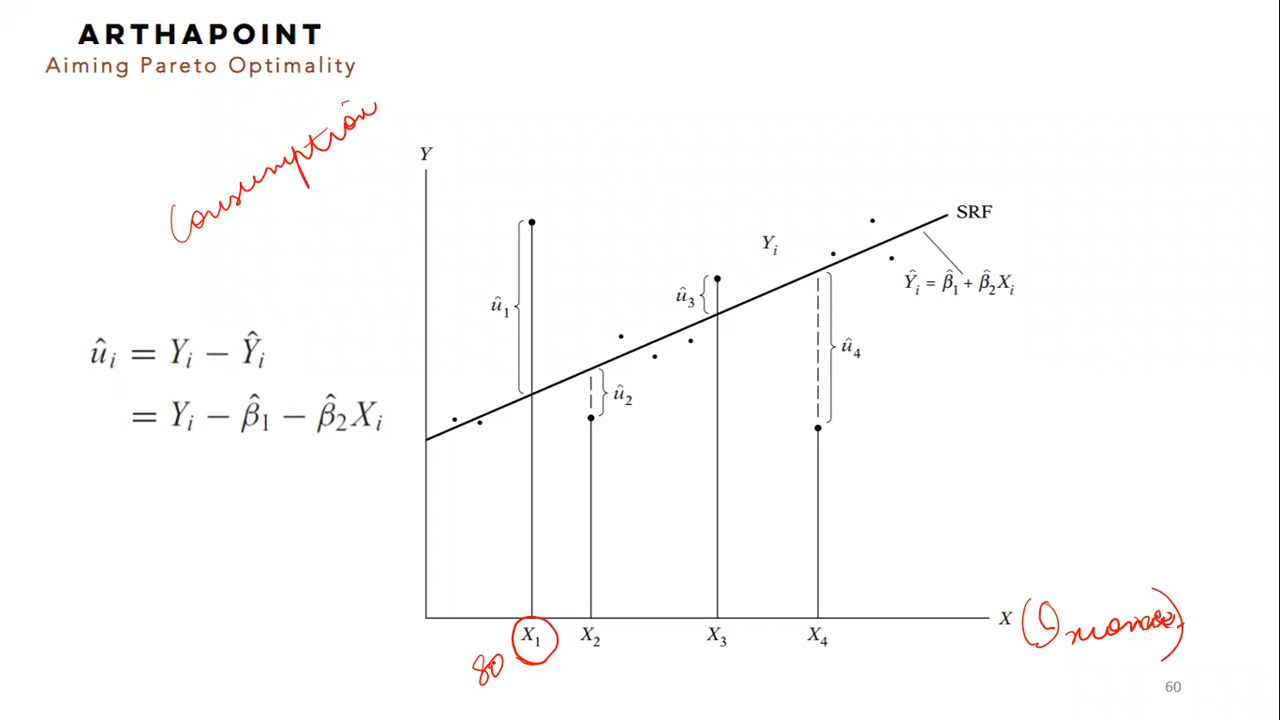 ARTHAPOINT
Aiming Pareto Optimality
Consumption
Y
SRF
Yᵢ
Ŷᵢ = β̂₁ + β̂₂Xᵢ
û₁
û₃
û₄
û₂
ûᵢ = Yᵢ − Ŷᵢ
= Yᵢ − β̂₁ − β̂₂Xᵢ
X
X₁
X₂
X₃
X₄
80
60